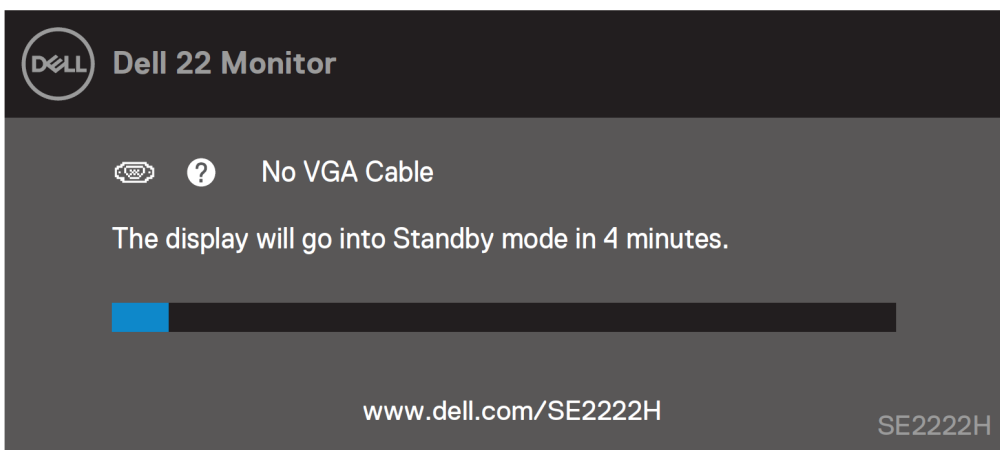 DELL Dell 22 Monitor
? No VGA Cable
The display will go into Standby mode in 4 minutes.
www.dell.com/SE2222H
SE2222H